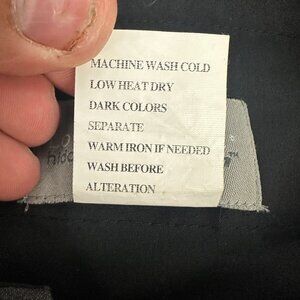 MACHINE WASH COLD
LOW HEAT DRY
DARK COLORS
SEPARATE
WARM IRON IF NEEDED
WASH BEFORE
ALTERATION